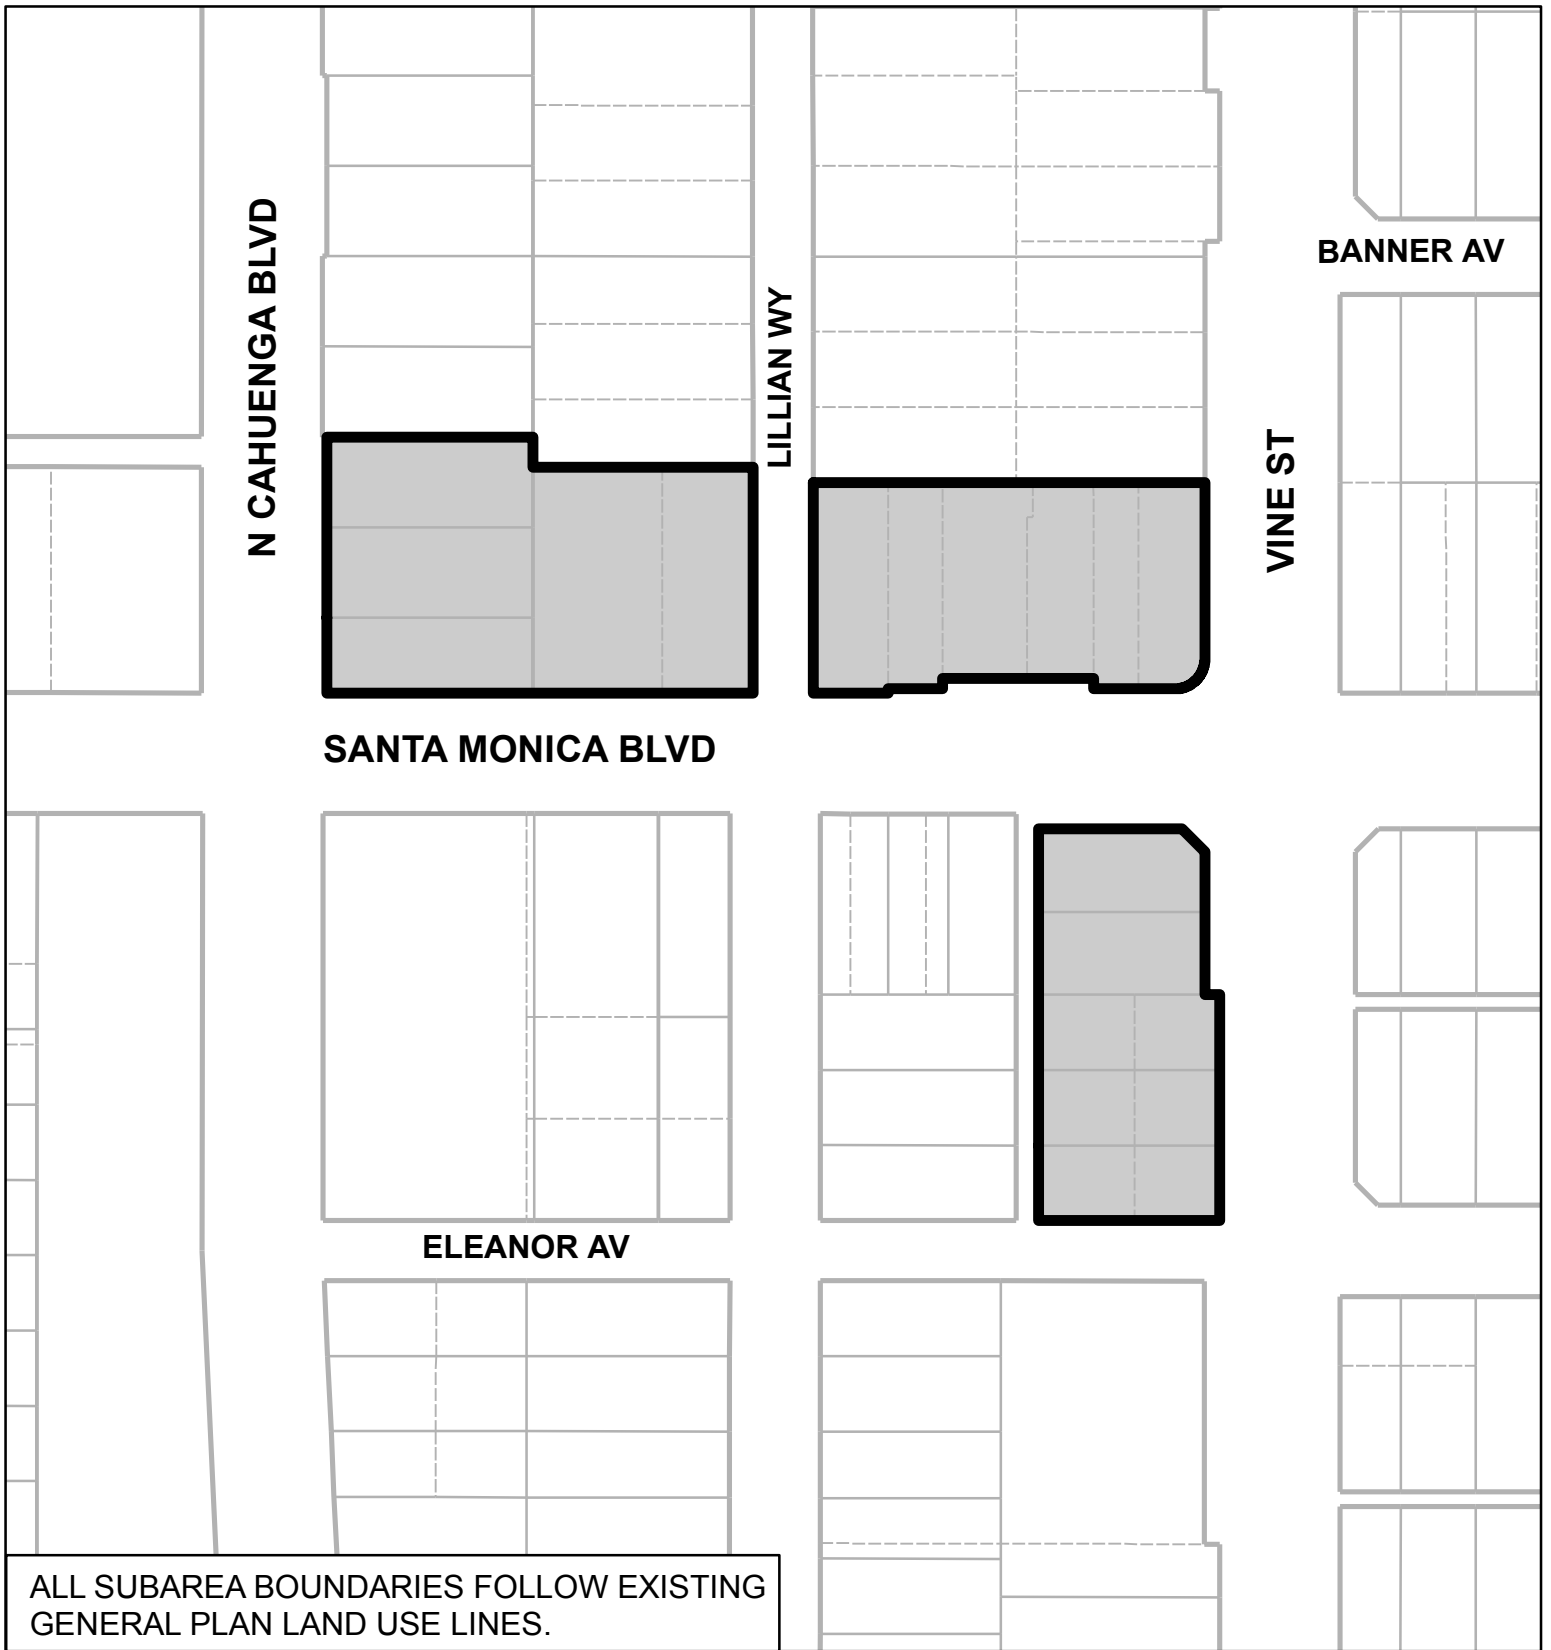 BANNER AV
N CAHUENGA BLVD
LILLIAN WY
VINE ST
SANTA MONICA BLVD
ELEANOR AV
ALL SUBAREA BOUNDARIES FOLLOW EXISTING
GENERAL PLAN LAND USE LINES.